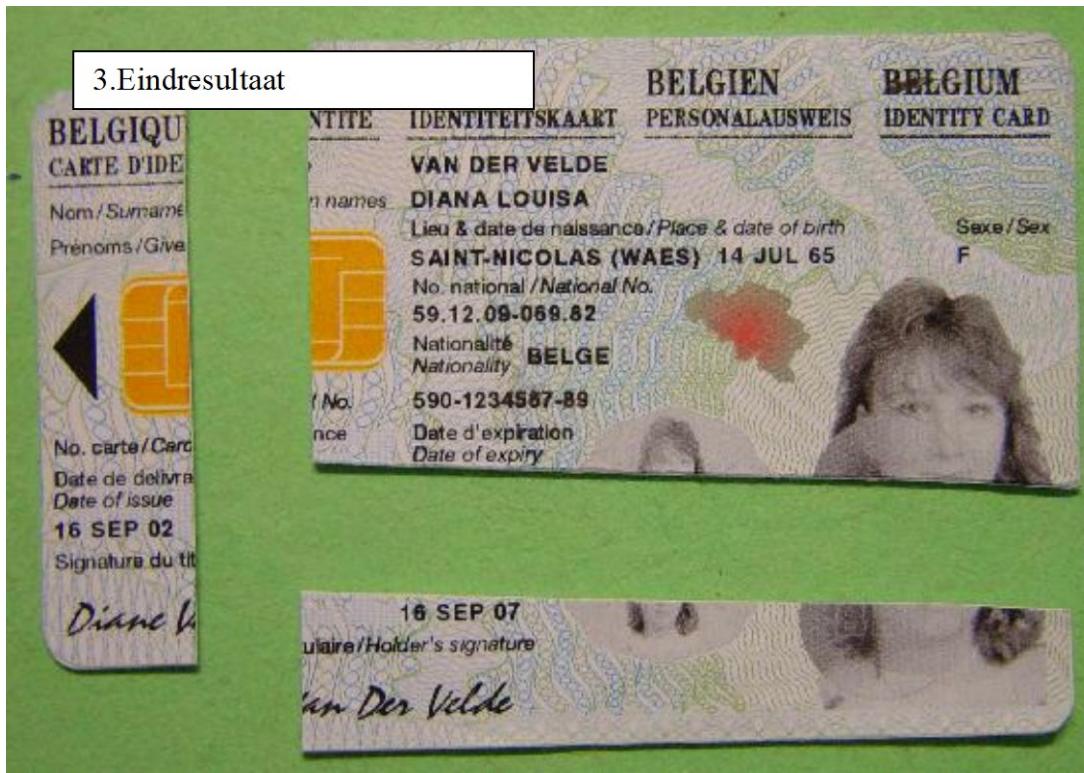 3.Eindresultaat
BELGIQU
CARTE D'IDE
Nom/Surname
Prénoms/Give
No. carte/Card
Date de délivra
Date of issue
16 SEP 02
Signature du tit
Diane V
BELGIEN BELGIUM
NTITE IDENTITEITSKAART PERSONALAUSWEIS IDENTITY CARD
VAN DER VELDE
n names DIANA LOUISA
Lieu & date de naissance/Place & date of birth Sexe/Sex
SAINT-NICOLAS (WAES) 14 JUL 65 F
No. national/National No.
59.12.09-069.82
Nationalité
Nationality BELGE
No. 590-1234567-89
nce Date d'expiration
Date of expiry
16 SEP 07
ulaire/Holder's signature
an Der Velde